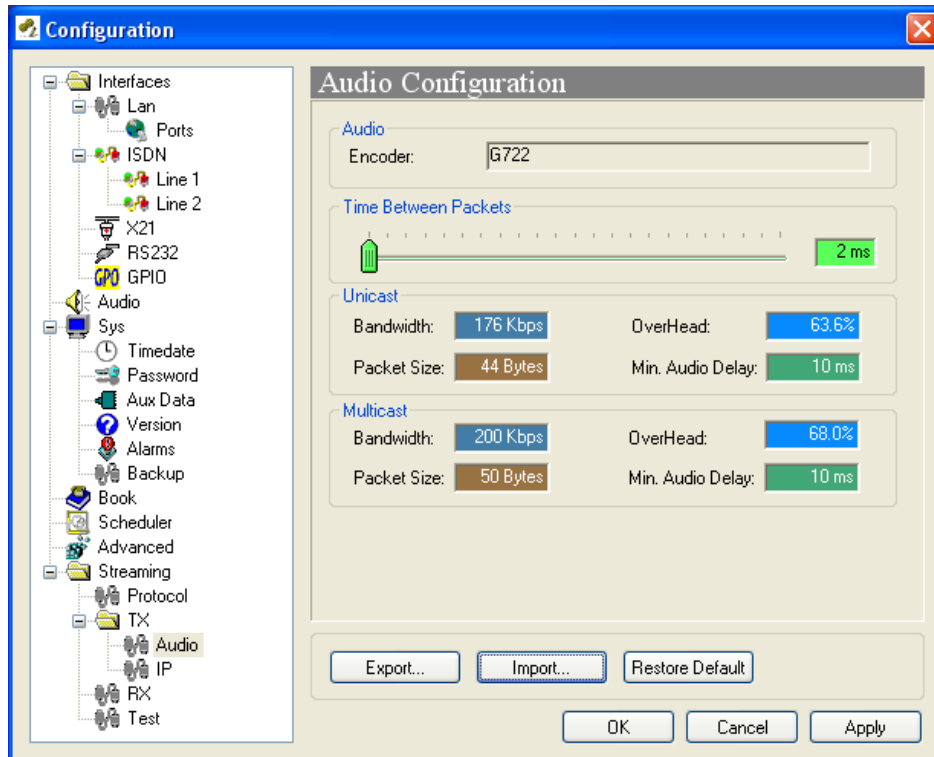 Configuration
Interfaces
Lan
Ports
ISDN
Line 1
Line 2
X21
RS232
GPO GPIO
Audio
Sys
Timedate
Password
Aux Data
Version
Alarms
Backup
Book
Scheduler
Advanced
Streaming
Protocol
TX
Audio
IP
RX
Test
Audio Configuration
Audio
Encoder: G722
Time Between Packets
2 ms
Unicast
Bandwidth: 176 Kbps OverHead: 63.6%
Packet Size: 44 Bytes Min. Audio Delay: 10 ms
Multicast
Bandwidth: 200 Kbps OverHead: 68.0%
Packet Size: 50 Bytes Min. Audio Delay: 10 ms
Export... Import... Restore Default
OK Cancel Apply